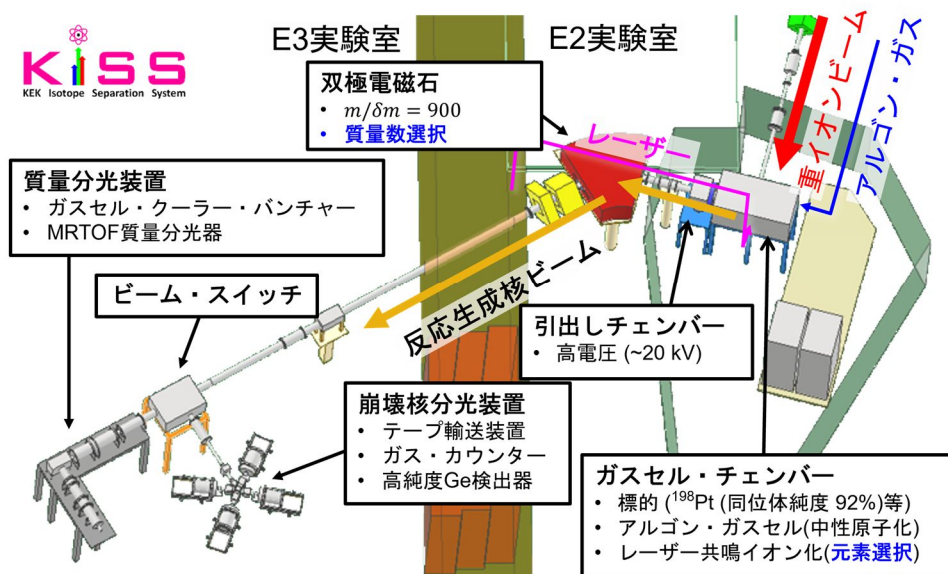 KISS
KEK Isotope Separation System
E3実験室
E2実験室
双極電磁石
• m/δm = 900
• 質量数選択
レーザー
重イオンビーム
アルゴン・ガス
質量分光装置
• ガスセル・クーラー・バンチャー
• MRTOF質量分光器
ビーム・スイッチ
反応生成核ビーム
引出しチェンバー
• 高電圧 (~20 kV)
崩壊核分光装置
• テープ輸送装置
• ガス・カウンター
• 高純度Ge検出器
ガスセル・チェンバー
• 標的 (¹⁹⁸Pt (同位体純度 92%)等)
• アルゴン・ガスセル(中性原子化)
• レーザー共鳴イオン化(元素選択)